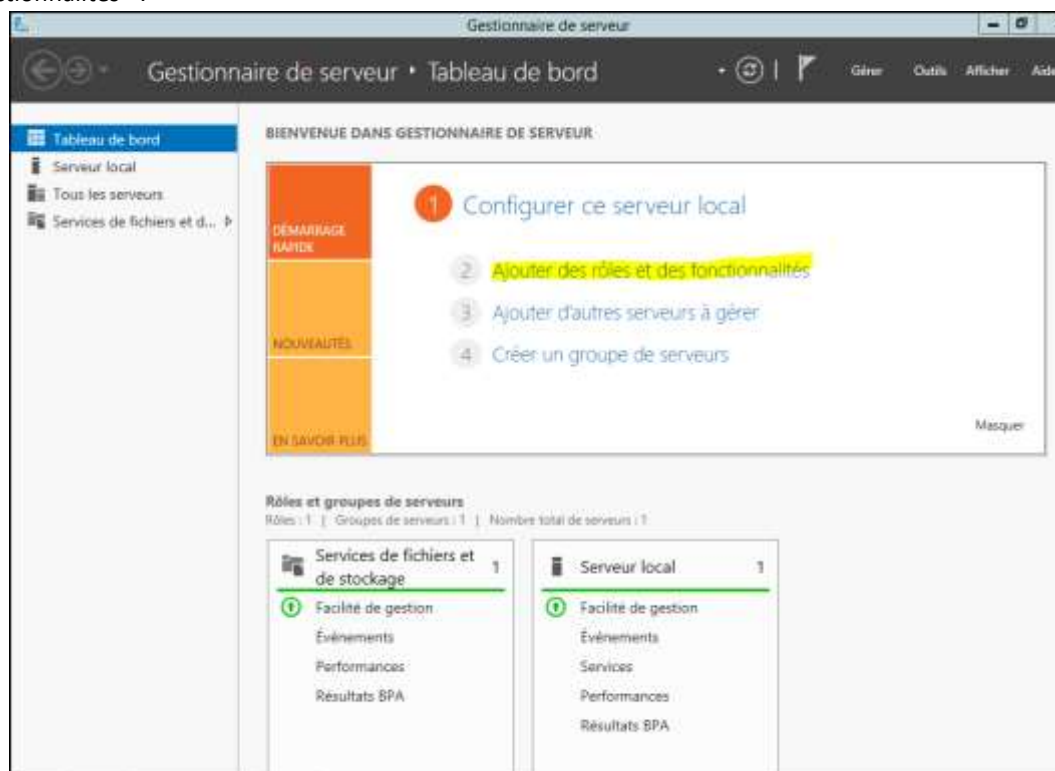 Gestionnaire de serveur
Gestionnaire de serveur • Tableau de bord
Gérer Outils Afficher Aide
Tableau de bord
Serveur local
Tous les serveurs
Services de fichiers et d...
BIENVENUE DANS GESTIONNAIRE DE SERVEUR
DÉMARRAGE
RAPIDE
NOUVEAUTÉS
EN SAVOIR PLUS
1 Configurer ce serveur local
2 Ajouter des rôles et des fonctionnalités
3 Ajouter d'autres serveurs à gérer
4 Créer un groupe de serveurs
Masquer
Rôles et groupes de serveurs
Rôles : 1 | Groupes de serveurs : 1 | Nombre total de serveurs : 1
Services de fichiers et
de stockage
1
Facilité de gestion
Événements
Performances
Résultats BPA
Serveur local 1
Facilité de gestion
Événements
Services
Performances
Résultats BPA